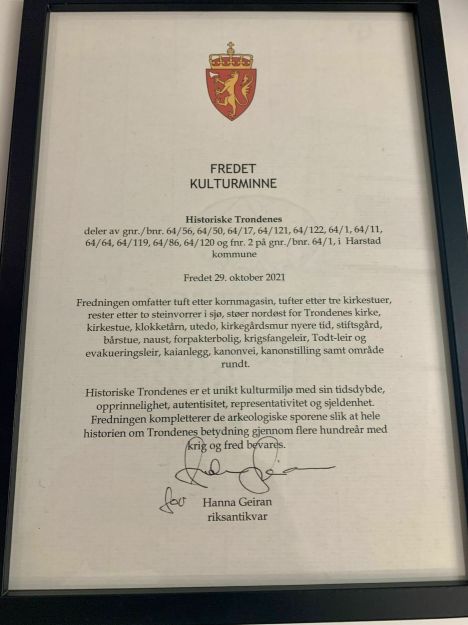 FREDET
KULTURMINNE
Historiske Trondenes
deler av gnr./bnr. 64/56, 64/50, 64/17, 64/121, 64/122, 64/1, 64/11,
64/64, 64/119, 64/86, 64/120 og fnr. 2 på gnr./bnr. 64/1, i Harstad
kommune
Fredet 29. oktober 2021
Fredningen omfatter tuft etter kornmagasin, tufter etter tre kirkestuer,
rester etter to steinvorrer i sjø, støer nordøst for Trondenes kirke,
kirkestue, klokketårn, utedo, kirkegårdsmur nyere tid, stiftsgård,
bårstue, naust, forpakterbolig, krigsfangeleir, Todt-leir og
evakueringsleir, kaianlegg, kanonvei, kanonstilling samt område
rundt.
Historiske Trondenes er et unikt kulturmiljø med sin tidsdybde,
opprinnelighet, autentisitet, representativitet og sjeldenhet.
Fredningen kompletterer de arkeologiske sporene slik at hele
historien om Trondenes betydning gjennom flere hundreår med
krig og fred bevares.
for Hanna Geiran
riksantikvar